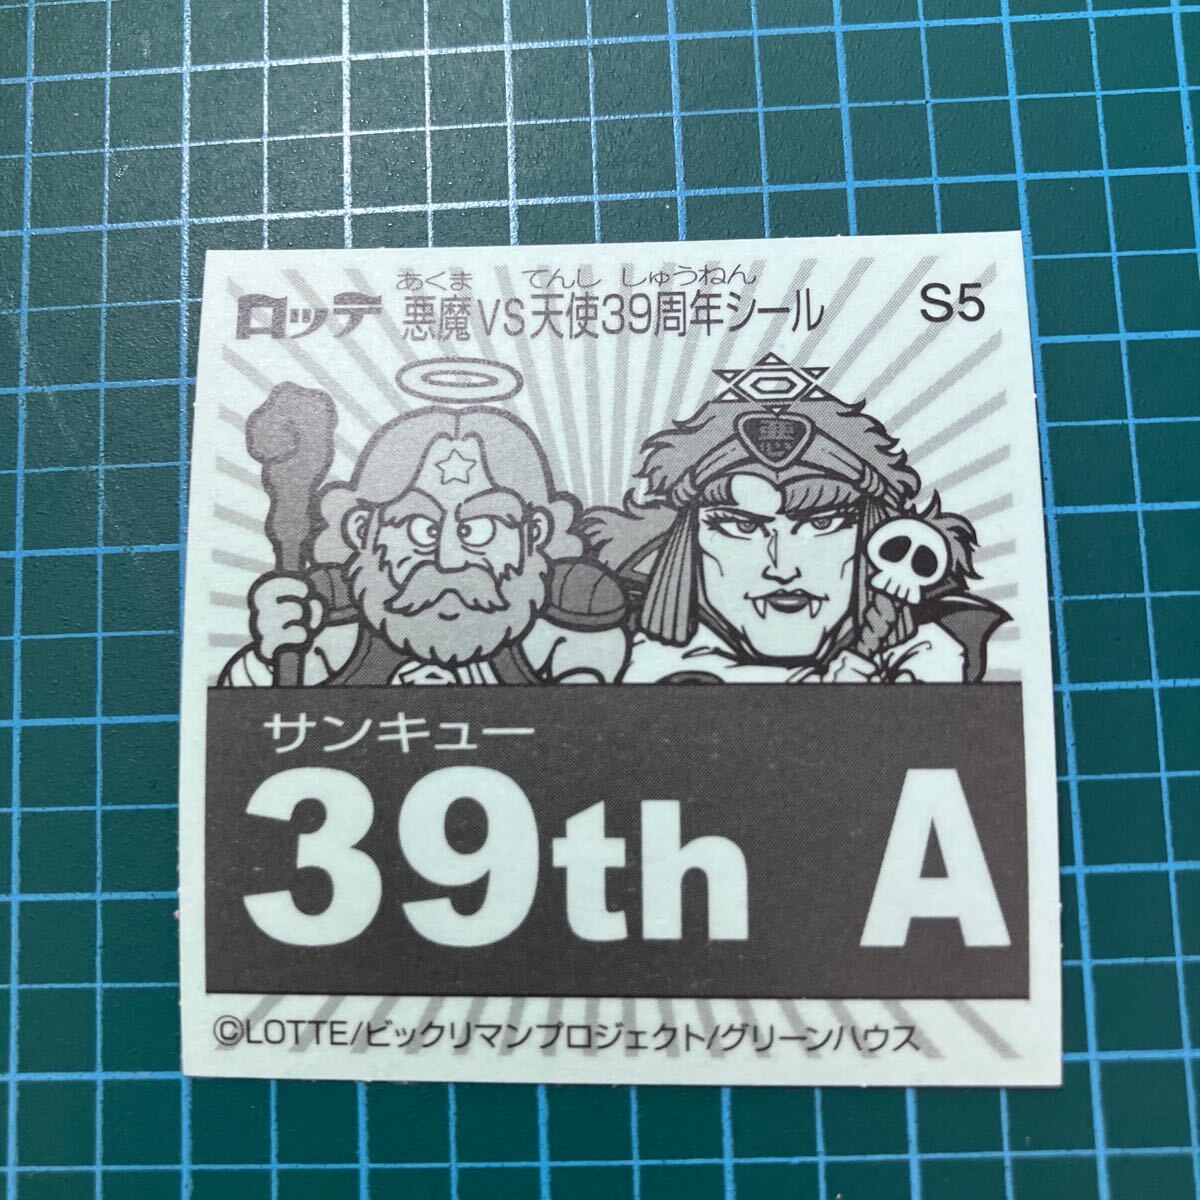 あくま てんし しゅうねん
ロッテ 悪魔VS天使39周年シール S5
サンキュー
39th A
©LOTTE/ビックリマンプロジェクト/グリーンハウス